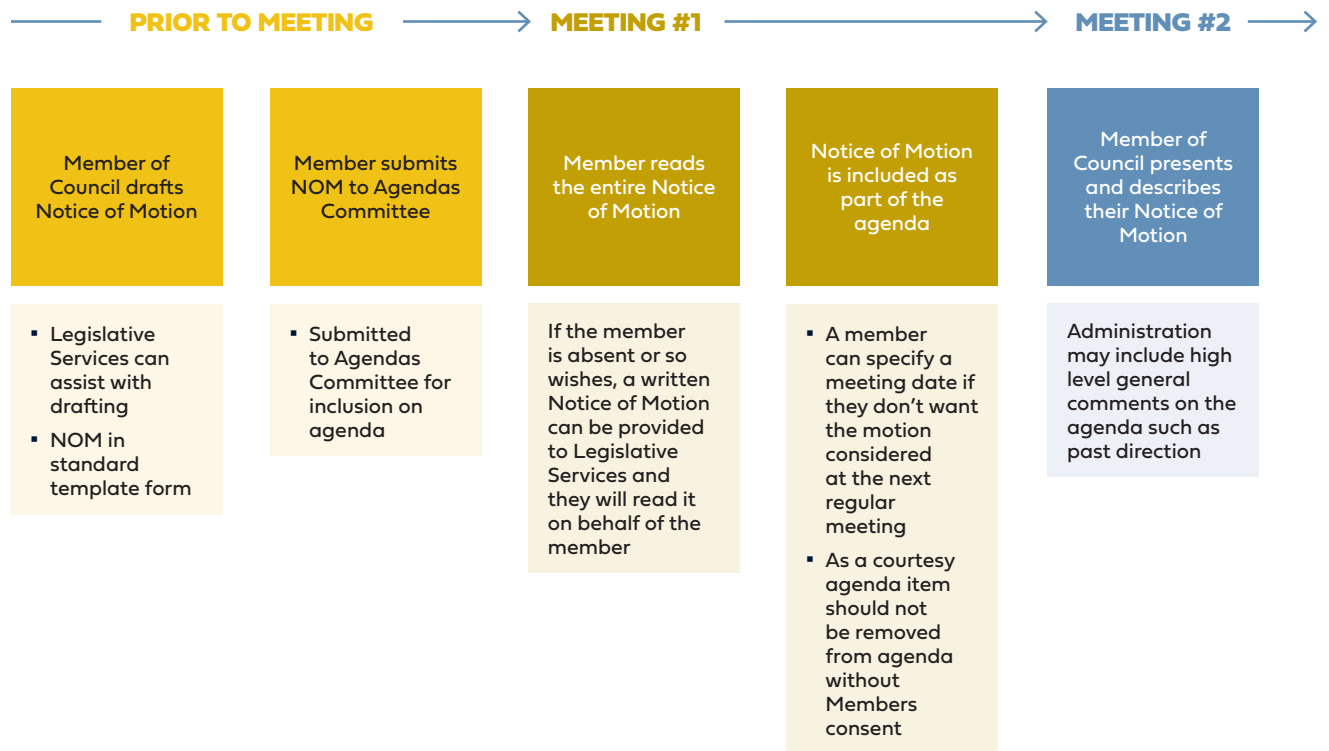 PRIOR TO MEETING
MEETING #1
MEETING #2
Member of
Council drafts
Notice of Motion
Member submits
NOM to Agendas
Committee
Member reads
the entire Notice
of Motion
Notice of Motion
is included as
part of the
agenda
Member of
Council presents
and describes
their Notice of
Motion
▪ Legislative
Services can
assist with
drafting
▪ NOM in
standard
template form
▪ Submitted
to Agendas
Committee for
inclusion on
agenda
If the member
is absent or so
wishes, a written
Notice of Motion
can be provided
to Legislative
Services and
they will read it
on behalf of the
member
▪ A member
can specify a
meeting date if
they don’t want
the motion
considered
at the next
regular
meeting
▪ As a courtesy
agenda item
should not
be removed
from agenda
without
Members
consent
Administration
may include high
level general
comments on the
agenda such as
past direction